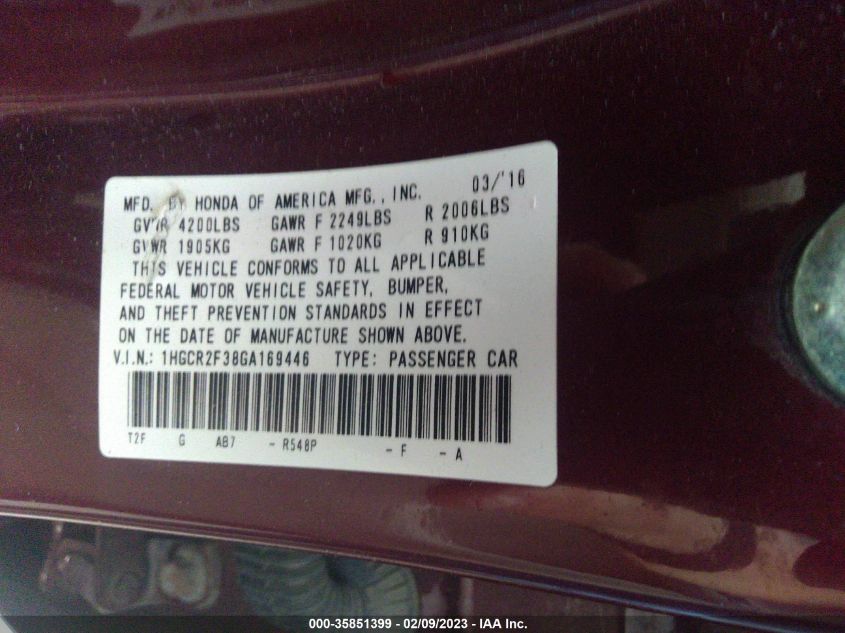 MFD. BY HONDA OF AMERICA MFG., INC. 03/'16
GVWR 4200LBS GAWR F 2249LBS R 2006LBS
GVWR 1905KG GAWR F 1020KG R 910KG
THIS VEHICLE CONFORMS TO ALL APPLICABLE
FEDERAL MOTOR VEHICLE SAFETY, BUMPER,
AND THEFT PREVENTION STANDARDS IN EFFECT
ON THE DATE OF MANUFACTURE SHOWN ABOVE.
V.I.N.: 1HGCR2F38GA169446 TYPE: PASSENGER CAR
T2F G AB7 - R548P - F - A
000-35851399 - 02/09/2023 - IAA Inc.